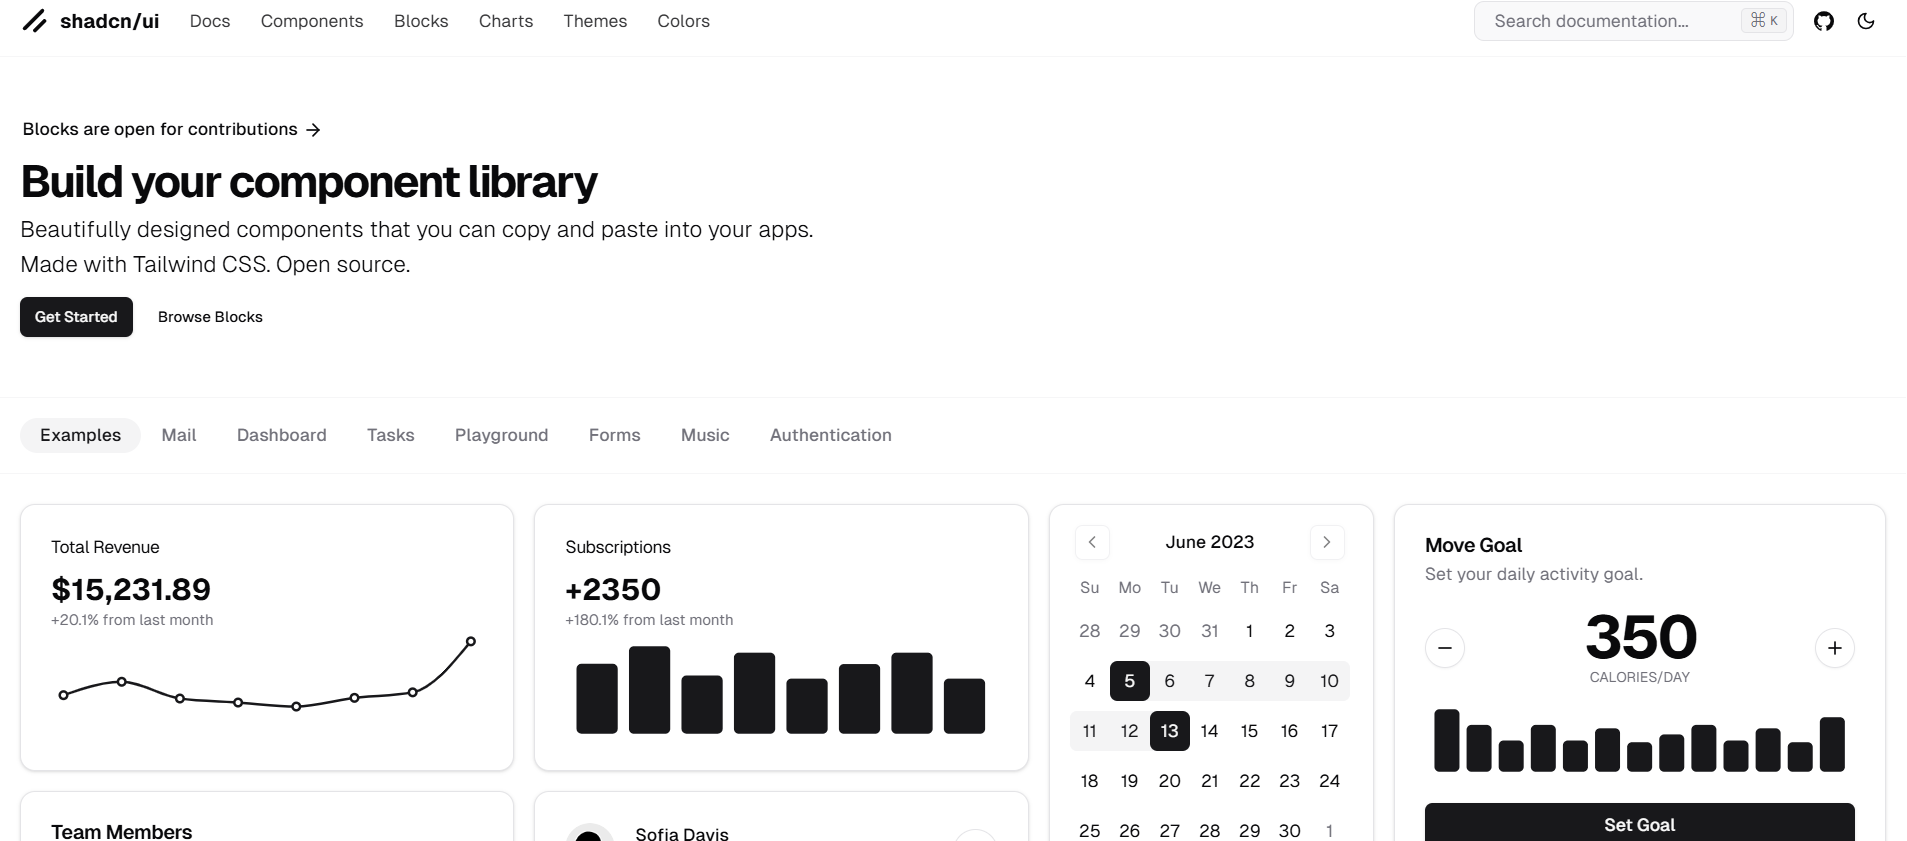 shadcn/ui Docs Components Blocks Charts Themes Colors Search documentation... ⌘ K
Blocks are open for contributions →
Build your component library
Beautifully designed components that you can copy and paste into your apps.
Made with Tailwind CSS. Open source.
Get Started Browse Blocks
Examples Mail Dashboard Tasks Playground Forms Music Authentication
Total Revenue
$15,231.89
+20.1% from last month
Subscriptions
+2350
+180.1% from last month
June 2023
Su Mo Tu We Th Fr Sa
28 29 30 31 1 2 3
4 5 6 7 8 9 10
11 12 13 14 15 16 17
18 19 20 21 22 23 24
25 26 27 28 29 30 1
Move Goal
Set your daily activity goal.
350
CALORIES/DAY
Set Goal
Team Members
Sofia Davis